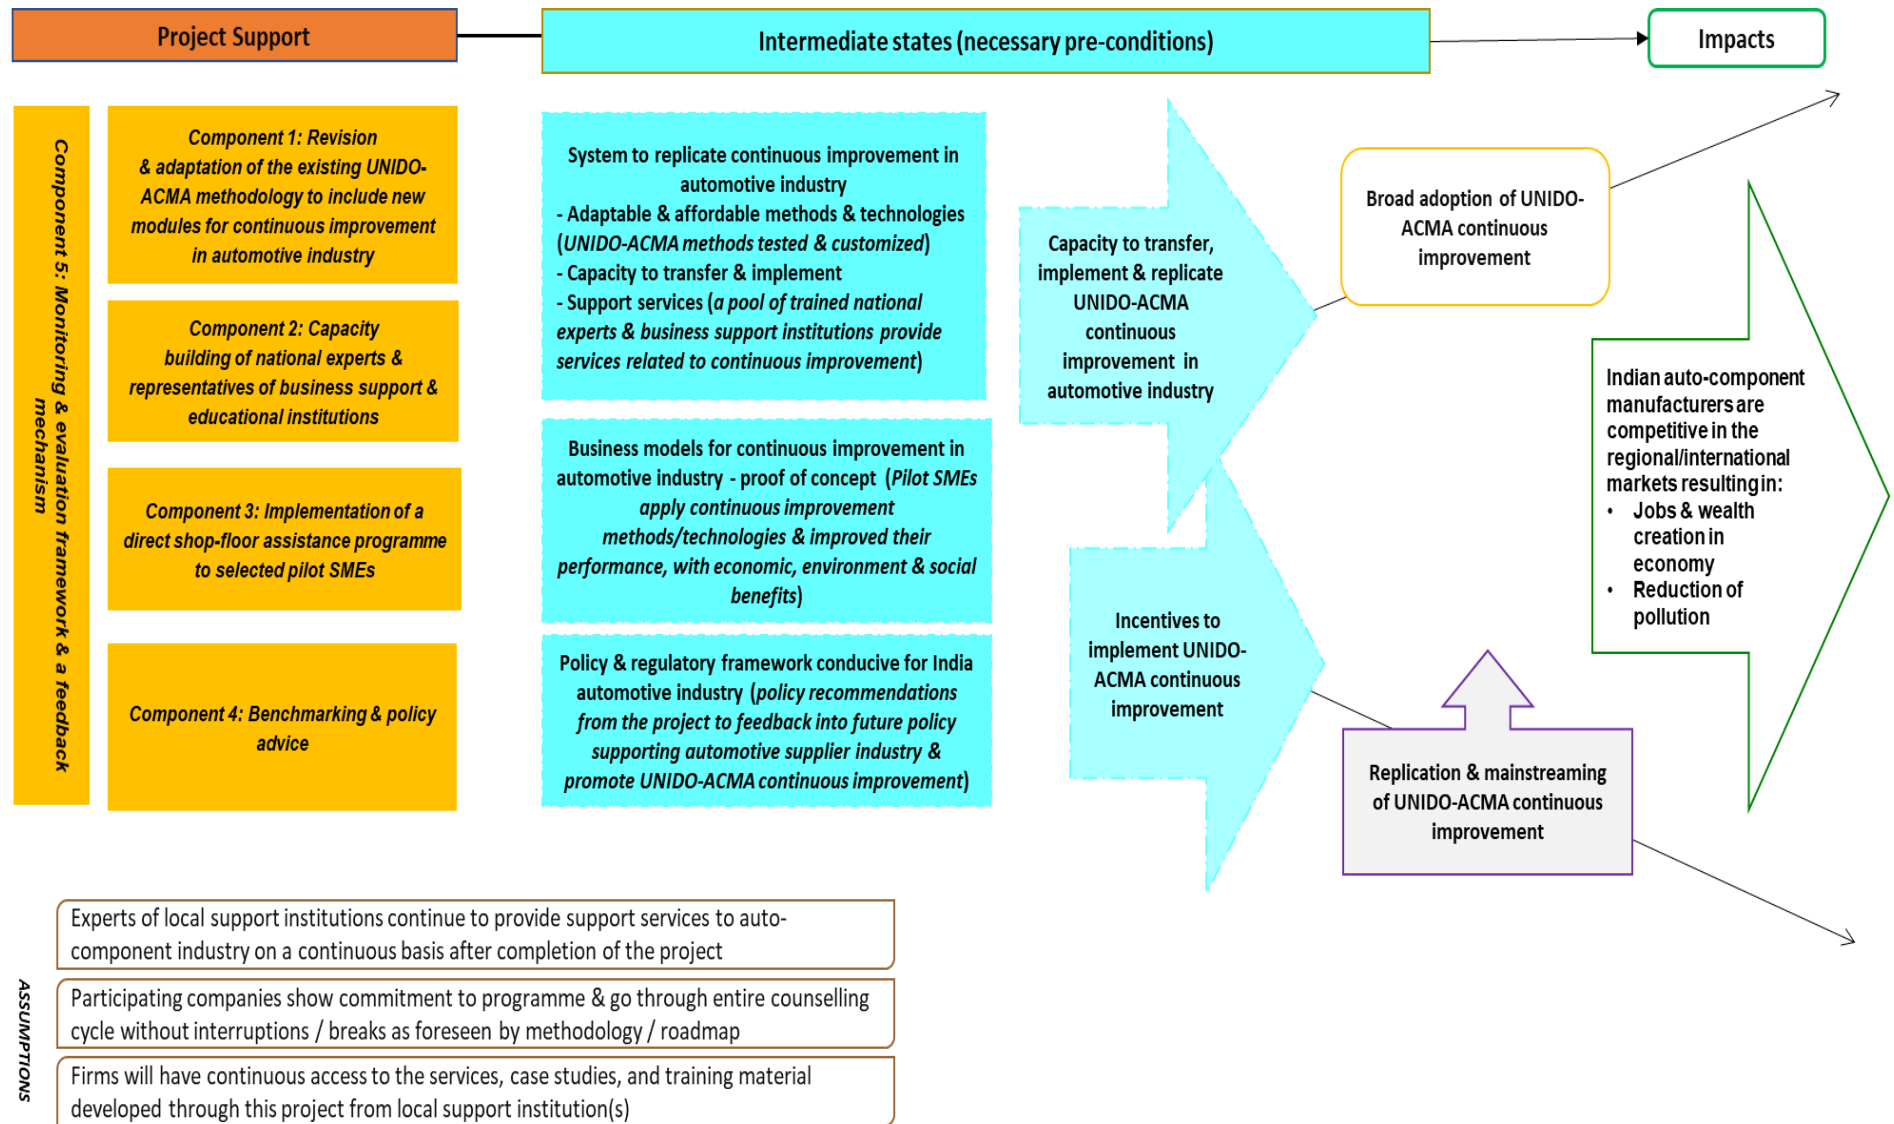 Project Support
Intermediate states (necessary pre-conditions)
Impacts
Component 5: Monitoring & evaluation framework & a feedback
mechanism
Component 1: Revision
& adaptation of the existing UNIDO-
ACMA methodology to include new
modules for continuous improvement
in automotive industry
Component 2: Capacity
building of national experts &
representatives of business support &
educational institutions
Component 3: Implementation of a
direct shop-floor assistance programme
to selected pilot SMEs
Component 4: Benchmarking & policy
advice
System to replicate continuous improvement in
automotive industry
- Adaptable & affordable methods & technologies
(UNIDO-ACMA methods tested & customized)
- Capacity to transfer & implement
- Support services (a pool of trained national
experts & business support institutions provide
services related to continuous improvement)
Business models for continuous improvement in
automotive industry - proof of concept (Pilot SMEs
apply continuous improvement
methods/technologies & improved their
performance, with economic, environment & social
benefits)
Policy & regulatory framework conducive for India
automotive industry (policy recommendations
from the project to feedback into future policy
supporting automotive supplier industry &
promote UNIDO-ACMA continuous improvement)
Capacity to transfer,
implement & replicate
UNIDO-ACMA
continuous
improvement in
automotive industry
Incentives to
implement UNIDO-
ACMA continuous
improvement
Broad adoption of UNIDO-
ACMA continuous
improvement
Replication & mainstreaming
of UNIDO-ACMA continuous
improvement
Indian auto-component
manufacturers are
competitive in the
regional/international
markets resulting in:
• Jobs & wealth
creation in
economy
• Reduction of
pollution
ASSUMPTIONS
Experts of local support institutions continue to provide support services to auto-
component industry on a continuous basis after completion of the project
Participating companies show commitment to programme & go through entire counselling
cycle without interruptions / breaks as foreseen by methodology / roadmap
Firms will have continuous access to the services, case studies, and training material
developed through this project from local support institution(s)